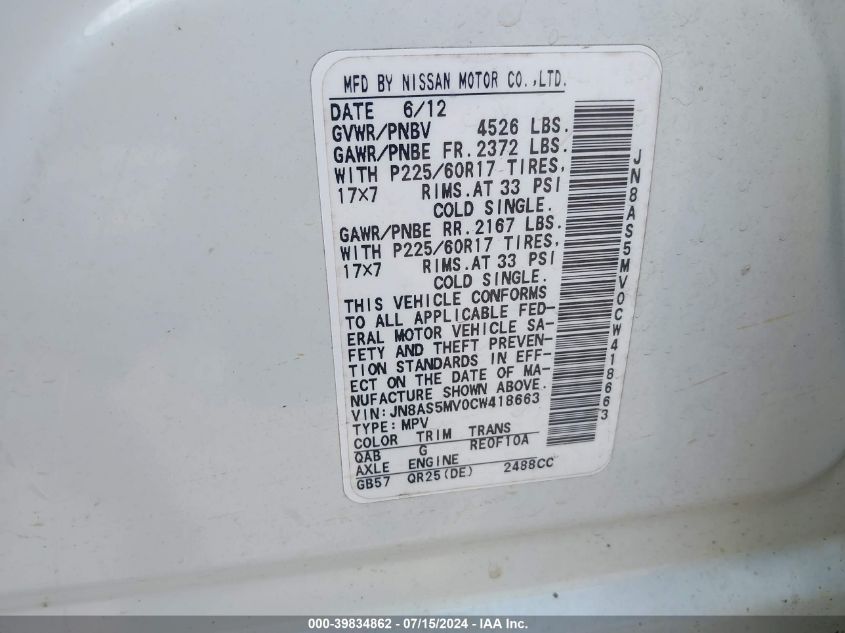 MFD BY NISSAN MOTOR CO.,LTD.
DATE 6/12
GVWR/PNBV 4526 LBS.
GAWR/PNBE FR. 2372 LBS.
WITH P225/60R17 TIRES,
17X7 RIMS.AT 33 PSI
COLD SINGLE.
GAWR/PNBE RR. 2167 LBS.
WITH P225/60R17 TIRES,
17X7 RIMS.AT 33 PSI
COLD SINGLE.
THIS VEHICLE CONFORMS
TO ALL APPLICABLE FED-
ERAL MOTOR VEHICLE SA-
FETY AND THEFT PREVEN-
TION STANDARDS IN EFF-
ECT ON THE DATE OF MA-
NUFACTURE SHOWN ABOVE.
VIN: JN8AS5MV0CW418663
TYPE: MPV
COLOR TRIM TRANS
QAB G RE0F10A
AXLE ENGINE
GB57 QR25(DE) 2488CC
JN8AS5MV0CW418663
000-39834862 - 07/15/2024 - IAA Inc.